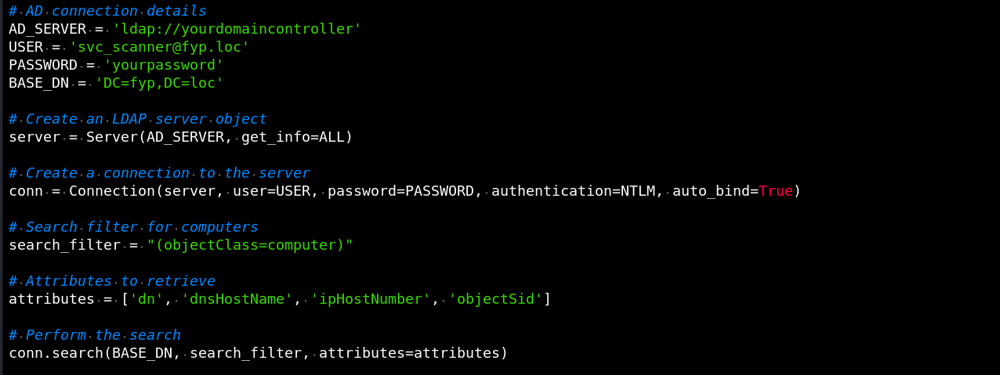 # AD connection details
AD_SERVER = 'ldap://yourdomaincontroller'
USER = 'svc_scanner@fyp.loc'
PASSWORD = 'yourpassword'
BASE_DN = 'DC=fyp,DC=loc'
# Create an LDAP server object
server = Server(AD_SERVER, get_info=ALL)
# Create a connection to the server
conn = Connection(server, user=USER, password=PASSWORD, authentication=NTLM, auto_bind=True)
# Search filter for computers
search_filter = "(objectClass=computer)"
# Attributes to retrieve
attributes = ['dn', 'dnsHostName', 'ipHostNumber', 'objectSid']
# Perform the search
conn.search(BASE_DN, search_filter, attributes=attributes)